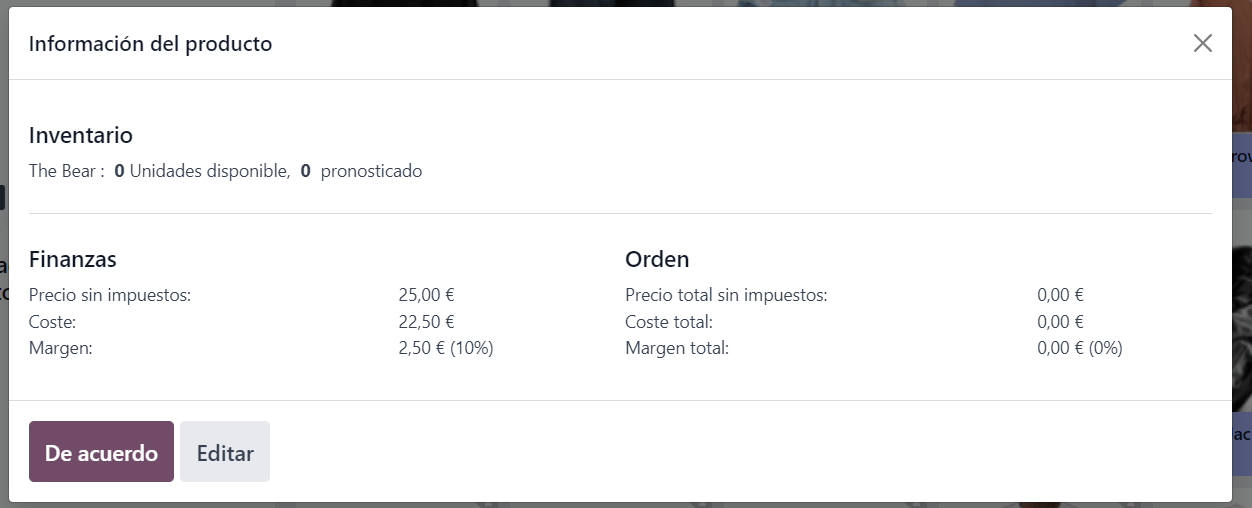 Información del producto
Inventario
The Bear : 0 Unidades disponible, 0 pronosticado
Finanzas
Precio sin impuestos: 25,00 €
Coste: 22,50 €
Margen: 2,50 € (10%)
Orden
Precio total sin impuestos: 0,00 €
Coste total: 0,00 €
Margen total: 0,00 € (0%)
De acuerdo
Editar